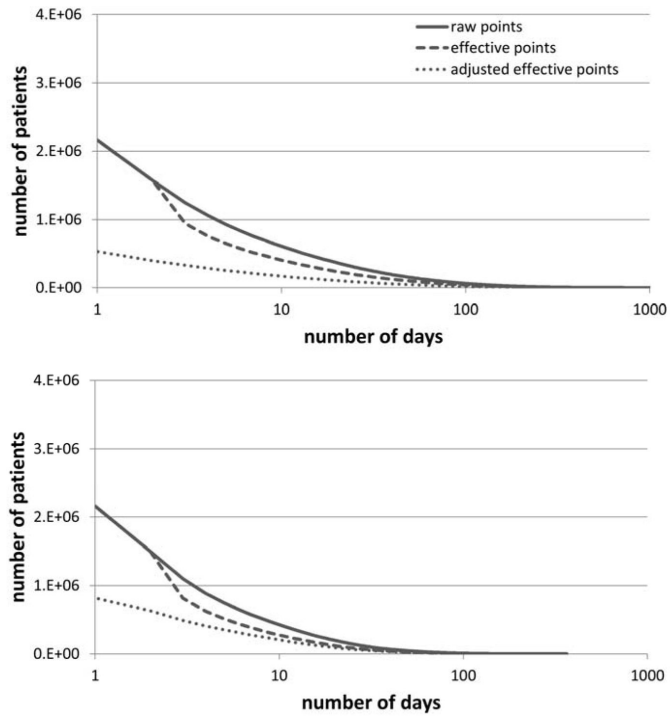 4.E+06
raw points
effective points
adjusted effective points
3.E+06
2.E+06
1.E+06
0.E+00
number of patients
1 10 100 1000
number of days
4.E+06
3.E+06
2.E+06
1.E+06
0.E+00
number of patients
1 10 100 1000
number of days